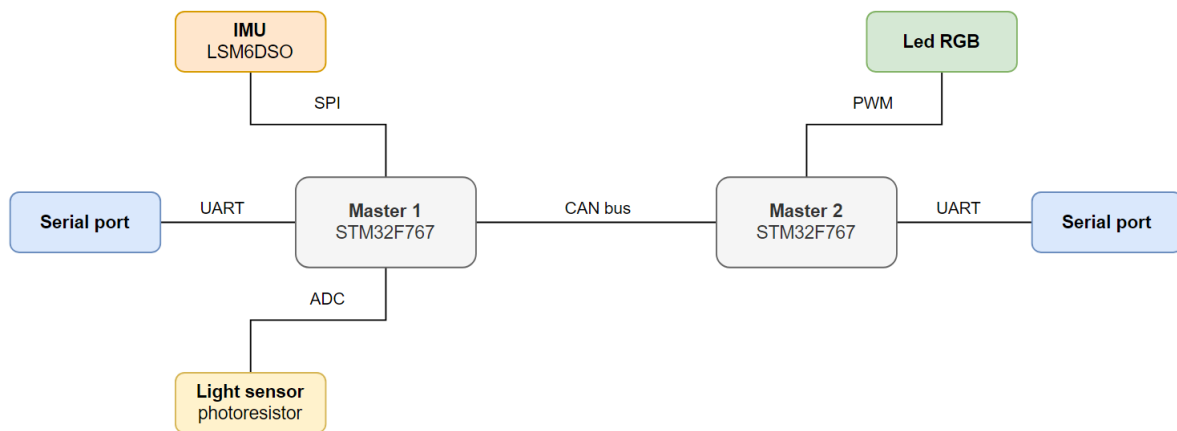 IMU
LSM6DSO
Led RGB
SPI
PWM
Serial port
UART
Master 1
STM32F767
CAN bus
Master 2
STM32F767
UART
Serial port
ADC
Light sensor
photoresistor